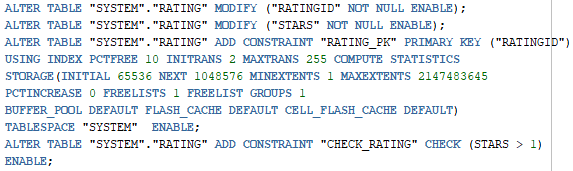 ALTER TABLE "SYSTEM"."RATING" MODIFY ("RATINGID" NOT NULL ENABLE);
ALTER TABLE "SYSTEM"."RATING" MODIFY ("STARS" NOT NULL ENABLE);
ALTER TABLE "SYSTEM"."RATING" ADD CONSTRAINT "RATING_PK" PRIMARY KEY ("RATINGID")
USING INDEX PCTFREE 10 INITRANS 2 MAXTRANS 255 COMPUTE STATISTICS
STORAGE(INITIAL 65536 NEXT 1048576 MINEXTENTS 1 MAXEXTENTS 2147483645
PCTINCREASE 0 FREELISTS 1 FREELIST GROUPS 1
BUFFER_POOL DEFAULT FLASH_CACHE DEFAULT CELL_FLASH_CACHE DEFAULT)
TABLESPACE "SYSTEM"  ENABLE;
ALTER TABLE "SYSTEM"."RATING" ADD CONSTRAINT "CHECK_RATING" CHECK (STARS > 1)
ENABLE;